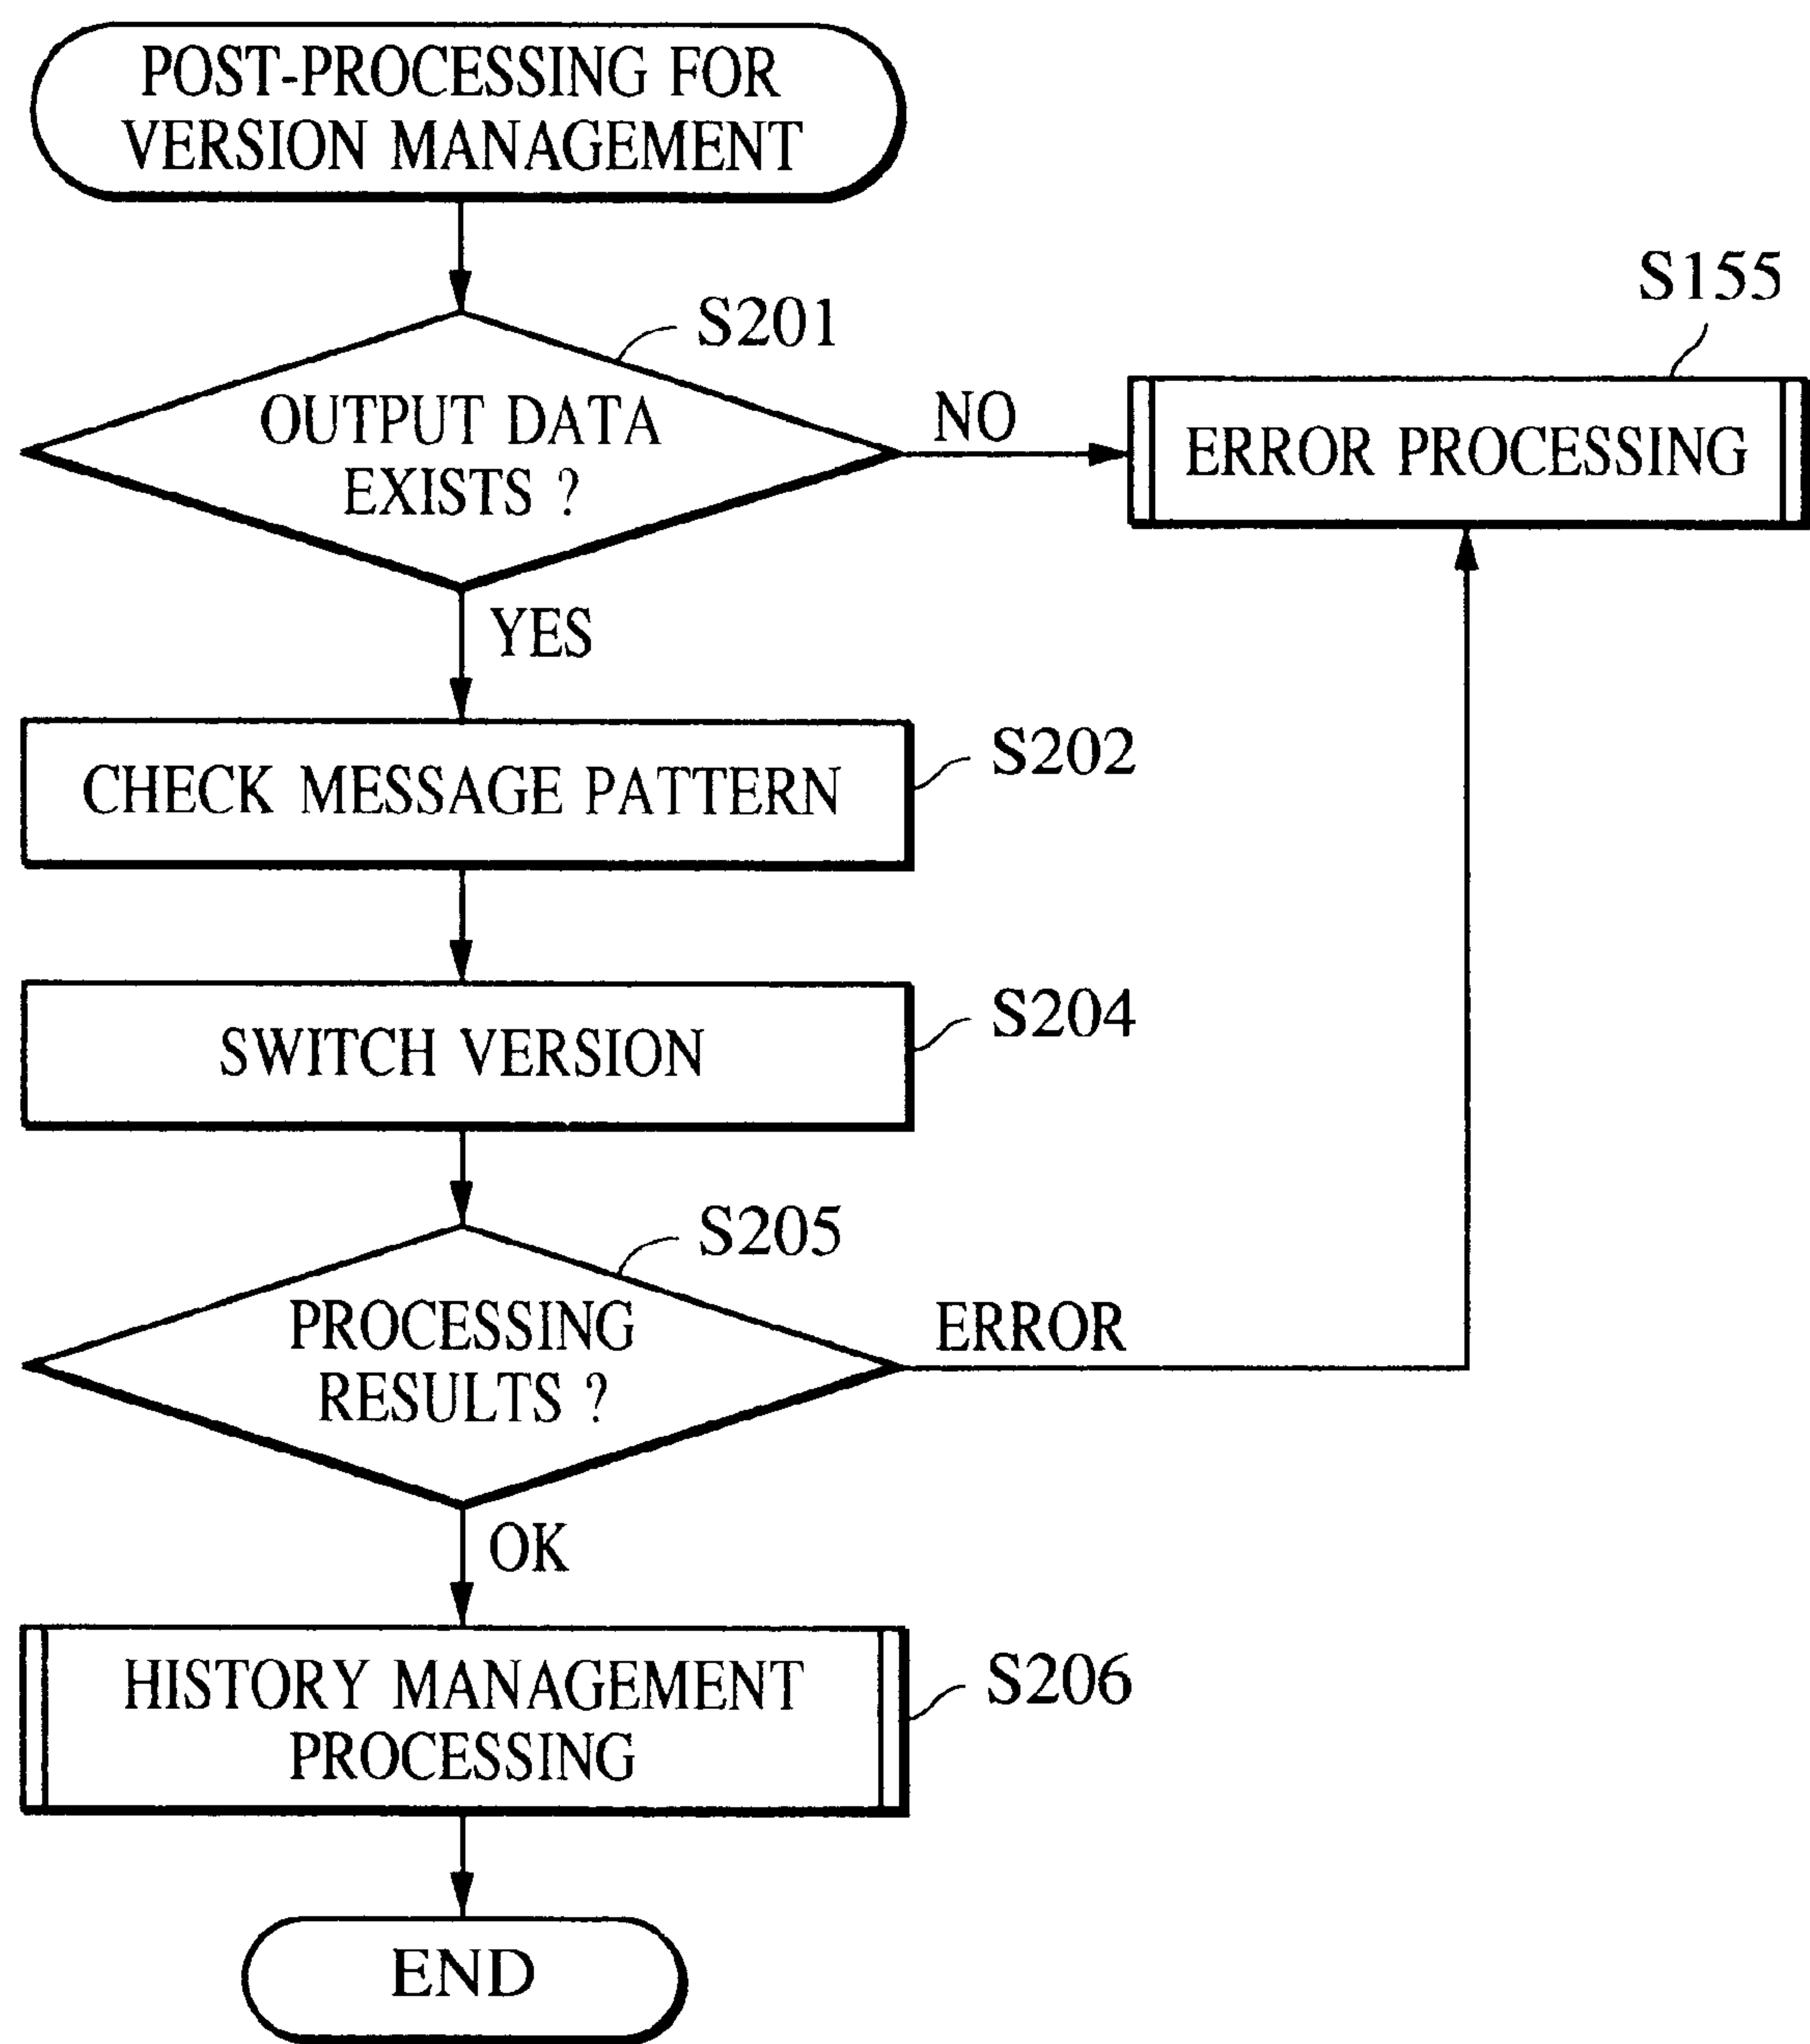 POST-PROCESSING FOR
VERSION MANAGEMENT
S201
OUTPUT DATA
EXISTS ?
NO
S155
ERROR PROCESSING
YES
CHECK MESSAGE PATTERN
S202
SWITCH VERSION
S204
S205
PROCESSING
RESULTS ?
ERROR
OK
HISTORY MANAGEMENT
PROCESSING
S206
END